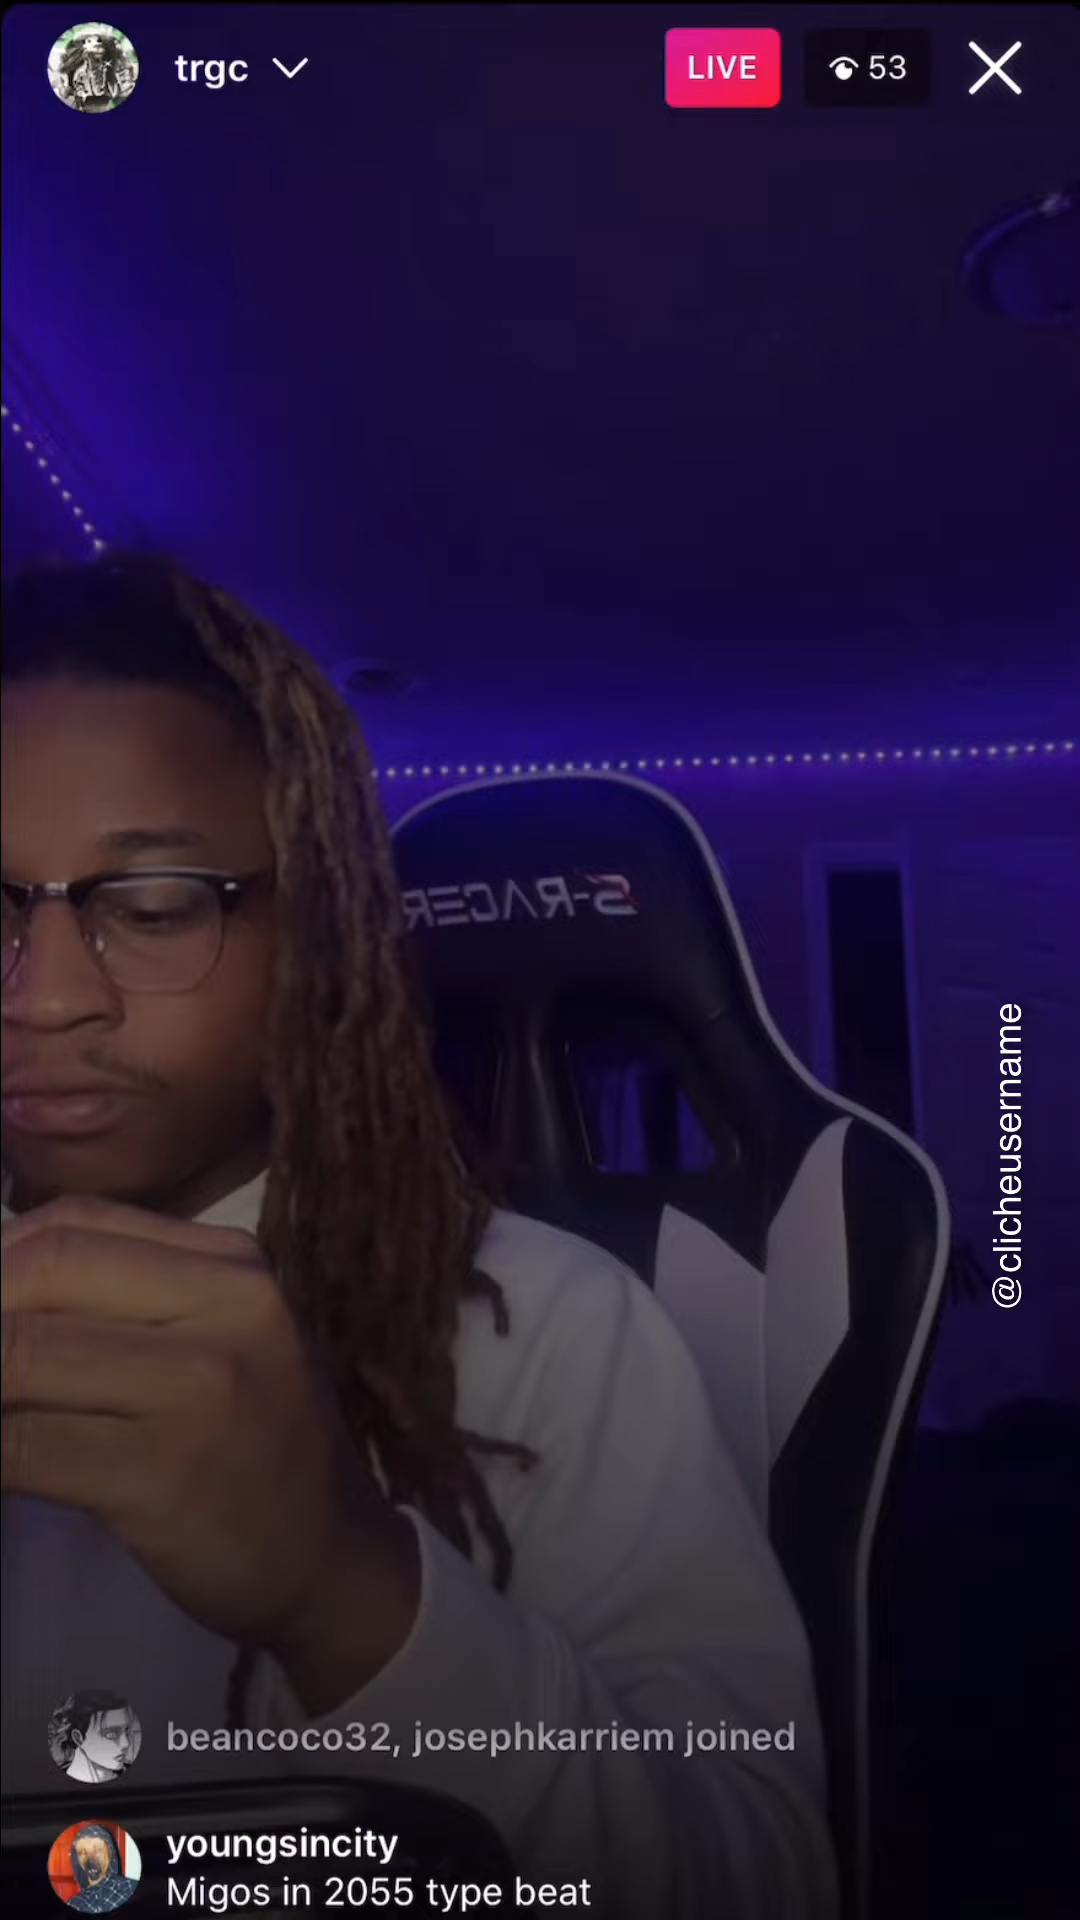 trgc
LIVE
53
S-RACER
@clicheusername
beancoco32, josephkarriem joined
youngsincity
Migos in 2055 type beat